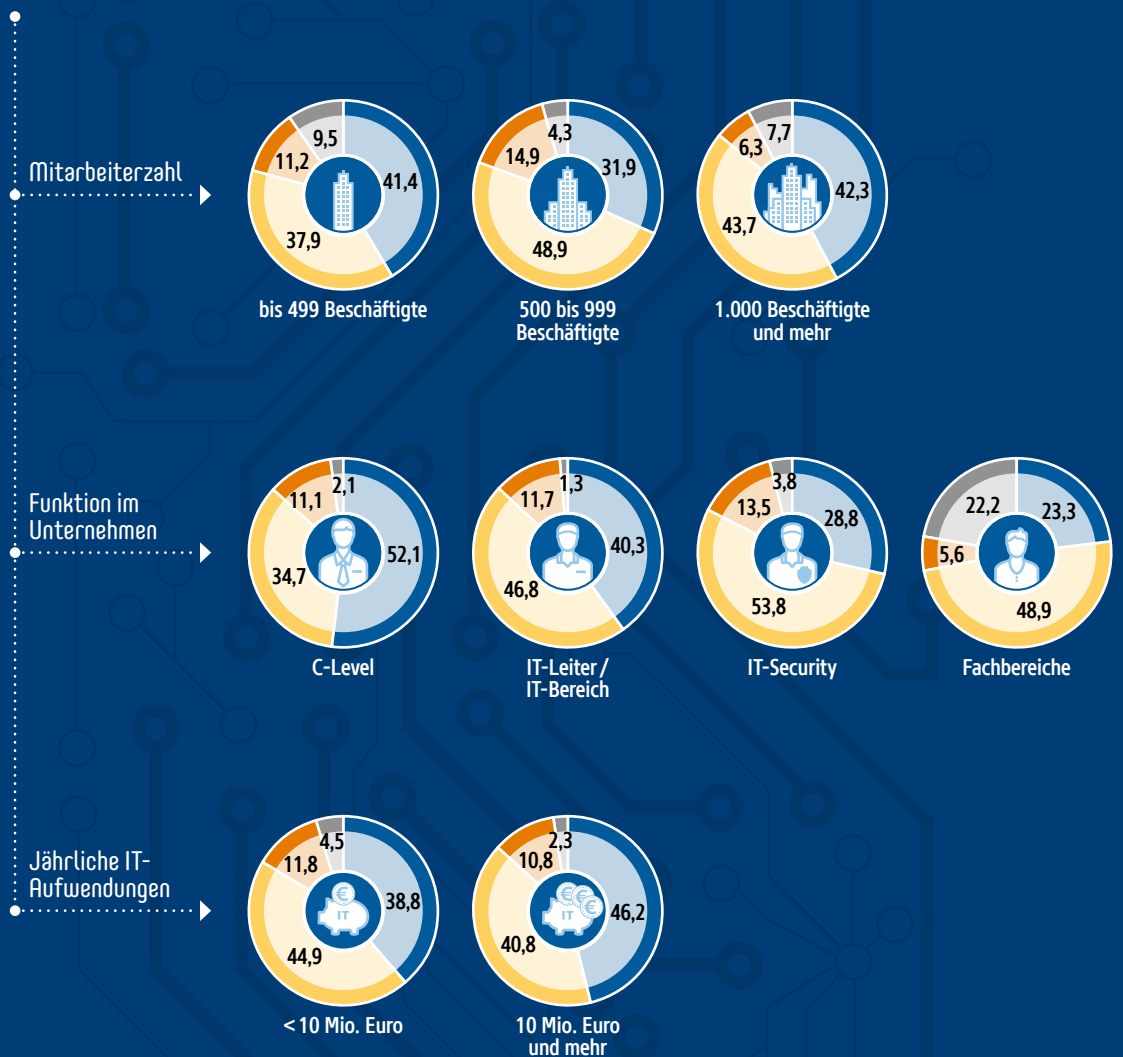 Mitarbeiterzahl
9,5
11,2
41,4
37,9
bis 499 Beschäftigte
4,3
14,9
31,9
48,9
500 bis 999
Beschäftigte
7,7
6,3
42,3
43,7
1.000 Beschäftigte
und mehr
Funktion im
Unternehmen
2,1
11,1
52,1
34,7
C-Level
1,3
11,7
40,3
46,8
IT-Leiter /
IT-Bereich
3,8
13,5
28,8
53,8
IT-Security
22,2
23,3
5,6
48,9
Fachbereiche
Jährliche IT-
Aufwendungen
4,5
11,8
38,8
€
IT
44,9
< 10 Mio. Euro
2,3
10,8
46,2
€ € €
IT
40,8
10 Mio. Euro
und mehr